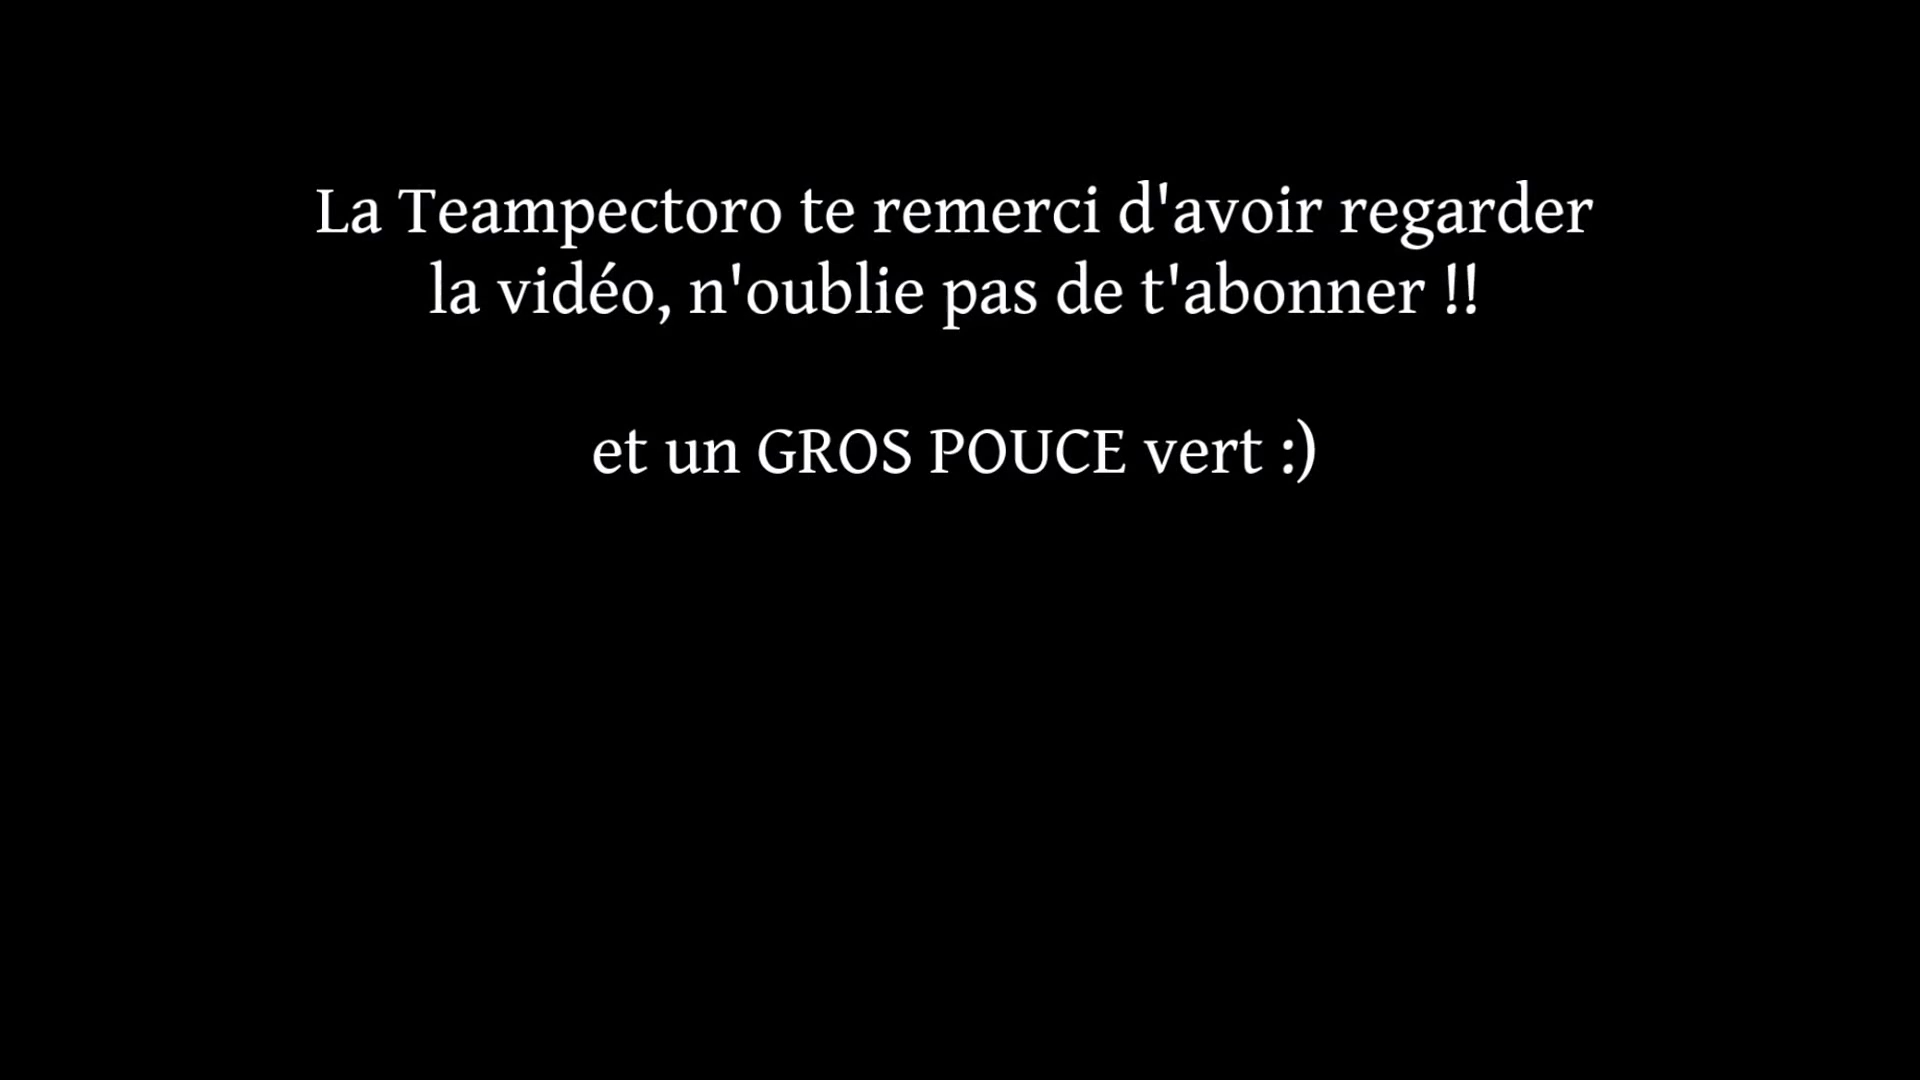 La Teampectoro te remerci d'avoir regarder
la vidéo, n'oublie pas de t'abonner !!
et un GROS POUCE vert :)